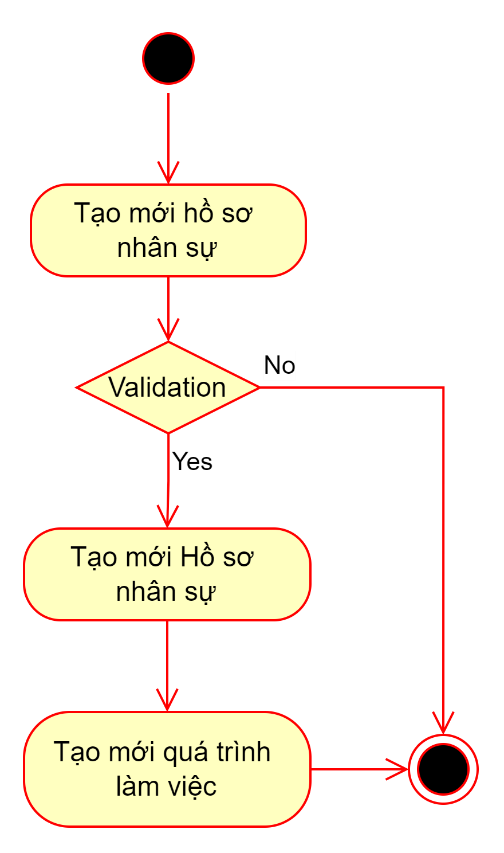 Tạo mới hồ sơ
nhân sự
Validation
No
Yes
Tạo mới Hồ sơ
nhân sự
Tạo mới quá trình
làm việc